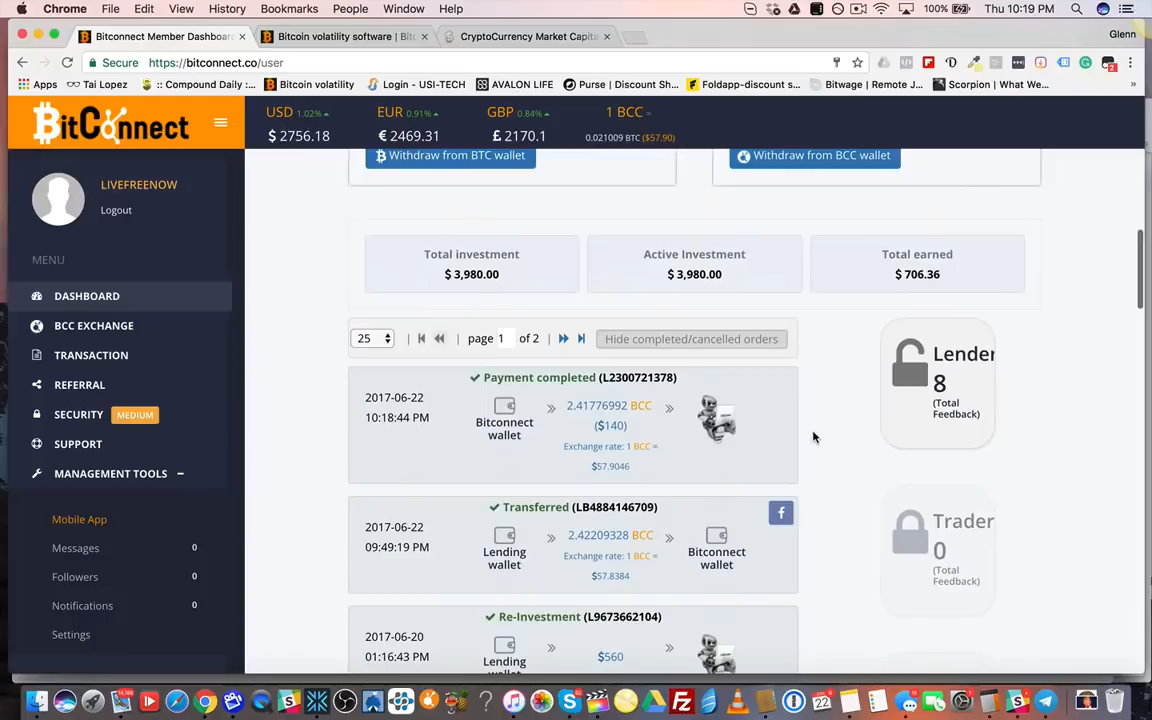 Chrome File Edit View History Bookmarks People Window Help 100% Thu 10:19 PM
Bitconnect Member Dashboar Bitcoin volatility software | Bitc CryptoCurrency Market Capita Glenn
Secure https://bitconnect.co/user
Apps Tai Lopez :: Compound Daily :... Bitcoin volatility Login - USI-TECH AVALON LIFE Purse | Discount Sh... Foldapp-discount s... Bitwage | Remote J... Scorpion | What We...
BitConnect
USD 1.02% EUR 0.91% GBP 0.84% 1 BCC =
$ 2756.18 € 2469.31 £ 2170.1 0.021009 BTC ($57.90)
LIVEFREENOW
Logout
MENU
DASHBOARD
BCC EXCHANGE
TRANSACTION
REFERRAL
SECURITY MEDIUM
SUPPORT
MANAGEMENT TOOLS −
Mobile App
Messages 0
Followers 0
Notifications 0
Settings
Withdraw from BTC wallet Withdraw from BCC wallet
Total investment Active Investment Total earned
$ 3,980.00 $ 3,980.00 $ 706.36
25 | page 1 of 2 | Hide completed/cancelled orders
Payment completed (L2300721378)
2017-06-22
10:18:44 PM
Bitconnect
wallet
2.41776992 BCC
($140)
Exchange rate: 1 BCC =
$57.9046
Transferred (LB4884146709)
2017-06-22
09:49:19 PM
Lending
wallet
2.42209328 BCC
Exchange rate: 1 BCC =
$57.8384
Bitconnect
wallet
Re-Investment (L9673662104)
2017-06-20
01:16:43 PM
Lending
$560
Lender
8
(Total
Feedback)
Trader
0
(Total
Feedback)